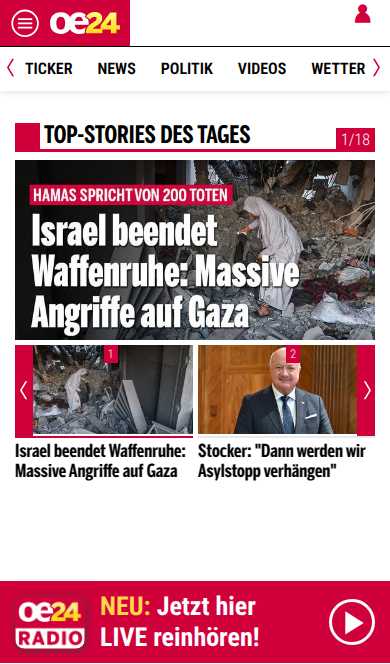 oe24
TICKER NEWS POLITIK VIDEOS WETTER
TOP-STORIES DES TAGES
1/18
HAMAS SPRICHT VON 200 TOTEN
Israel beendet
Waffenruhe: Massive
Angriffe auf Gaza
1
2
Israel beendet Waffenruhe:
Massive Angriffe auf Gaza
Stocker: "Dann werden wir
Asylstopp verhängen"
oe24
RADIO
NEU: Jetzt hier
LIVE reinhören!